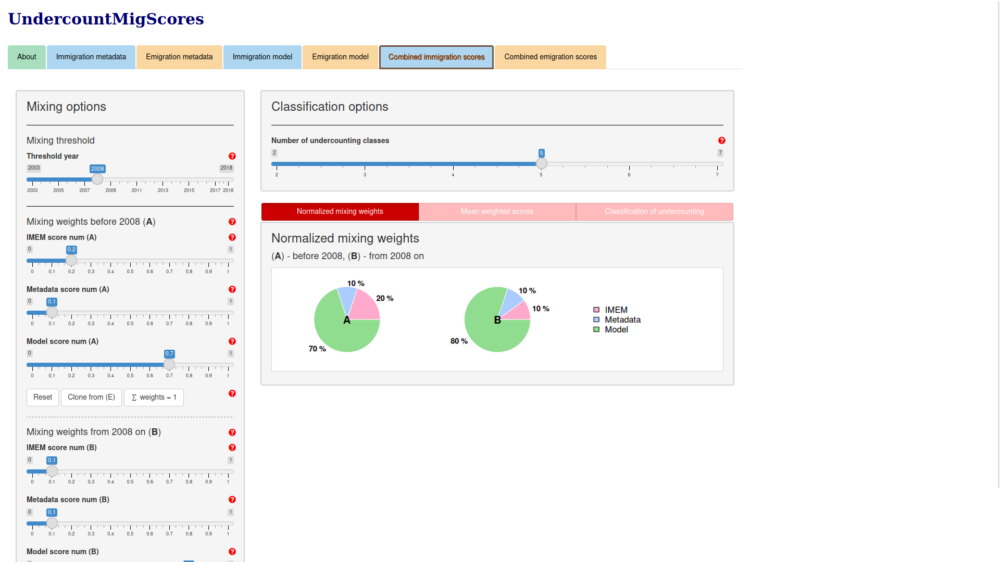 UndercountMigScores
About Immigration metadata Emigration metadata Immigration model Emigration model Combined immigration scores Combined emigration scores
Mixing options
Mixing threshold
Threshold year
2003 2008 2018
2003 2005 2007 2009 2011 2013 2015 2017 2018
Mixing weights before 2008 (A)
IMEM score num (A)
0 0.2 1
0 0.1 0.2 0.3 0.4 0.5 0.6 0.7 0.8 0.9 1
Metadata score num (A)
0 0.1 1
0 0.1 0.2 0.3 0.4 0.5 0.6 0.7 0.8 0.9 1
Model score num (A)
0 0.7 1
0 0.1 0.2 0.3 0.4 0.5 0.6 0.7 0.8 0.9 1
Reset Clone from (E) ∑ weights = 1
Mixing weights from 2008 on (B)
IMEM score num (B)
0 0.1 1
0 0.1 0.2 0.3 0.4 0.5 0.6 0.7 0.8 0.9 1
Metadata score num (B)
0 0.1 1
0 0.1 0.2 0.3 0.4 0.5 0.6 0.7 0.8 0.9 1
Model score num (B)
Classification options
Number of undercounting classes
2 5 7
2 3 4 5 6 7
Normalized mixing weights Mean weighted scores Classification of undercounting
Normalized mixing weights
(A) - before 2008, (B) - from 2008 on
10 %
20 %
A
70 %
10 %
10 %
B
80 %
IMEM
Metadata
Model